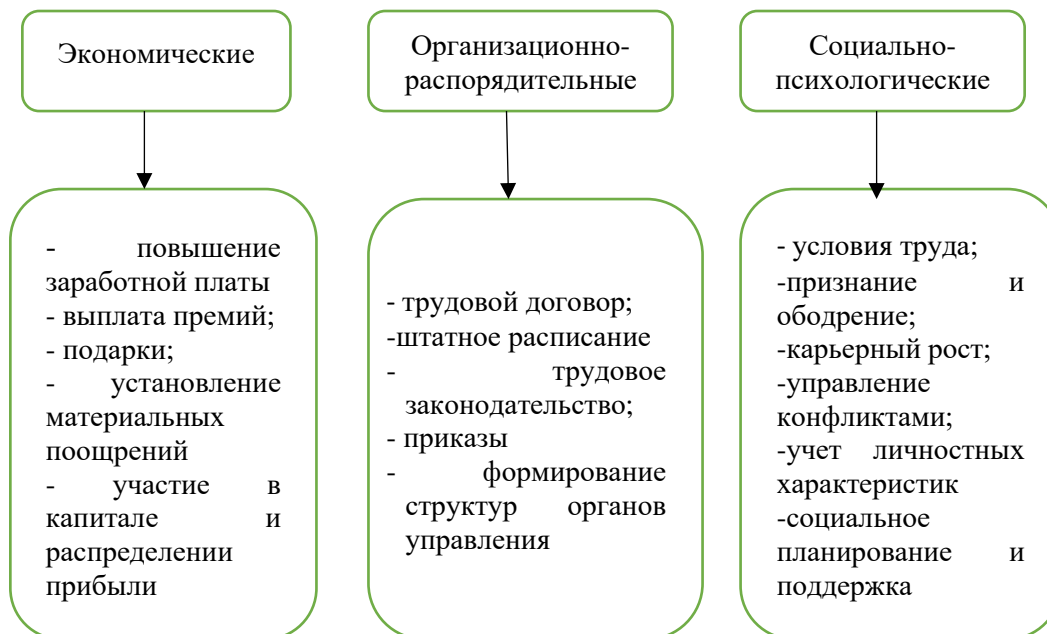 Экономические
Организационно-
распорядительные
Социально-
психологические
- повышение
заработной платы
- выплата премий;
- подарки;
- установление
материальных
поощрений
- участие в
капитале и
распределении
прибыли
- трудовой договор;
-штатное расписание
- трудовое
законодательство;
- приказы
- формирование
структур органов
управления
- условия труда;
-признание и
ободрение;
-карьерный рост;
-управление
конфликтами;
-учет личностных
характеристик
-социальное
планирование и
поддержка